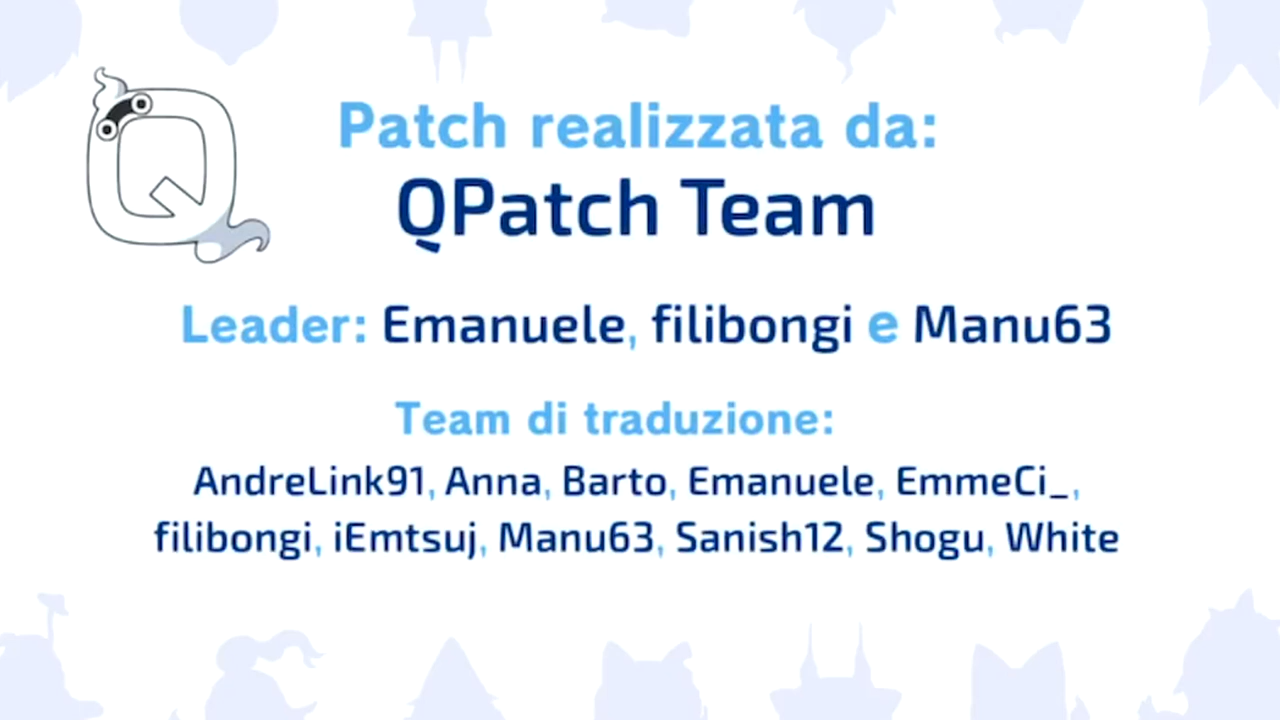 Patch realizzata da:
QPatch Team
Leader: Emanuele, filibongi e Manu63
Team di traduzione:
AndreLink91, Anna, Barto, Emanuele, EmmeCi_,
filibongi, iEmtsuj, Manu63, Sanish12, Shogu, White